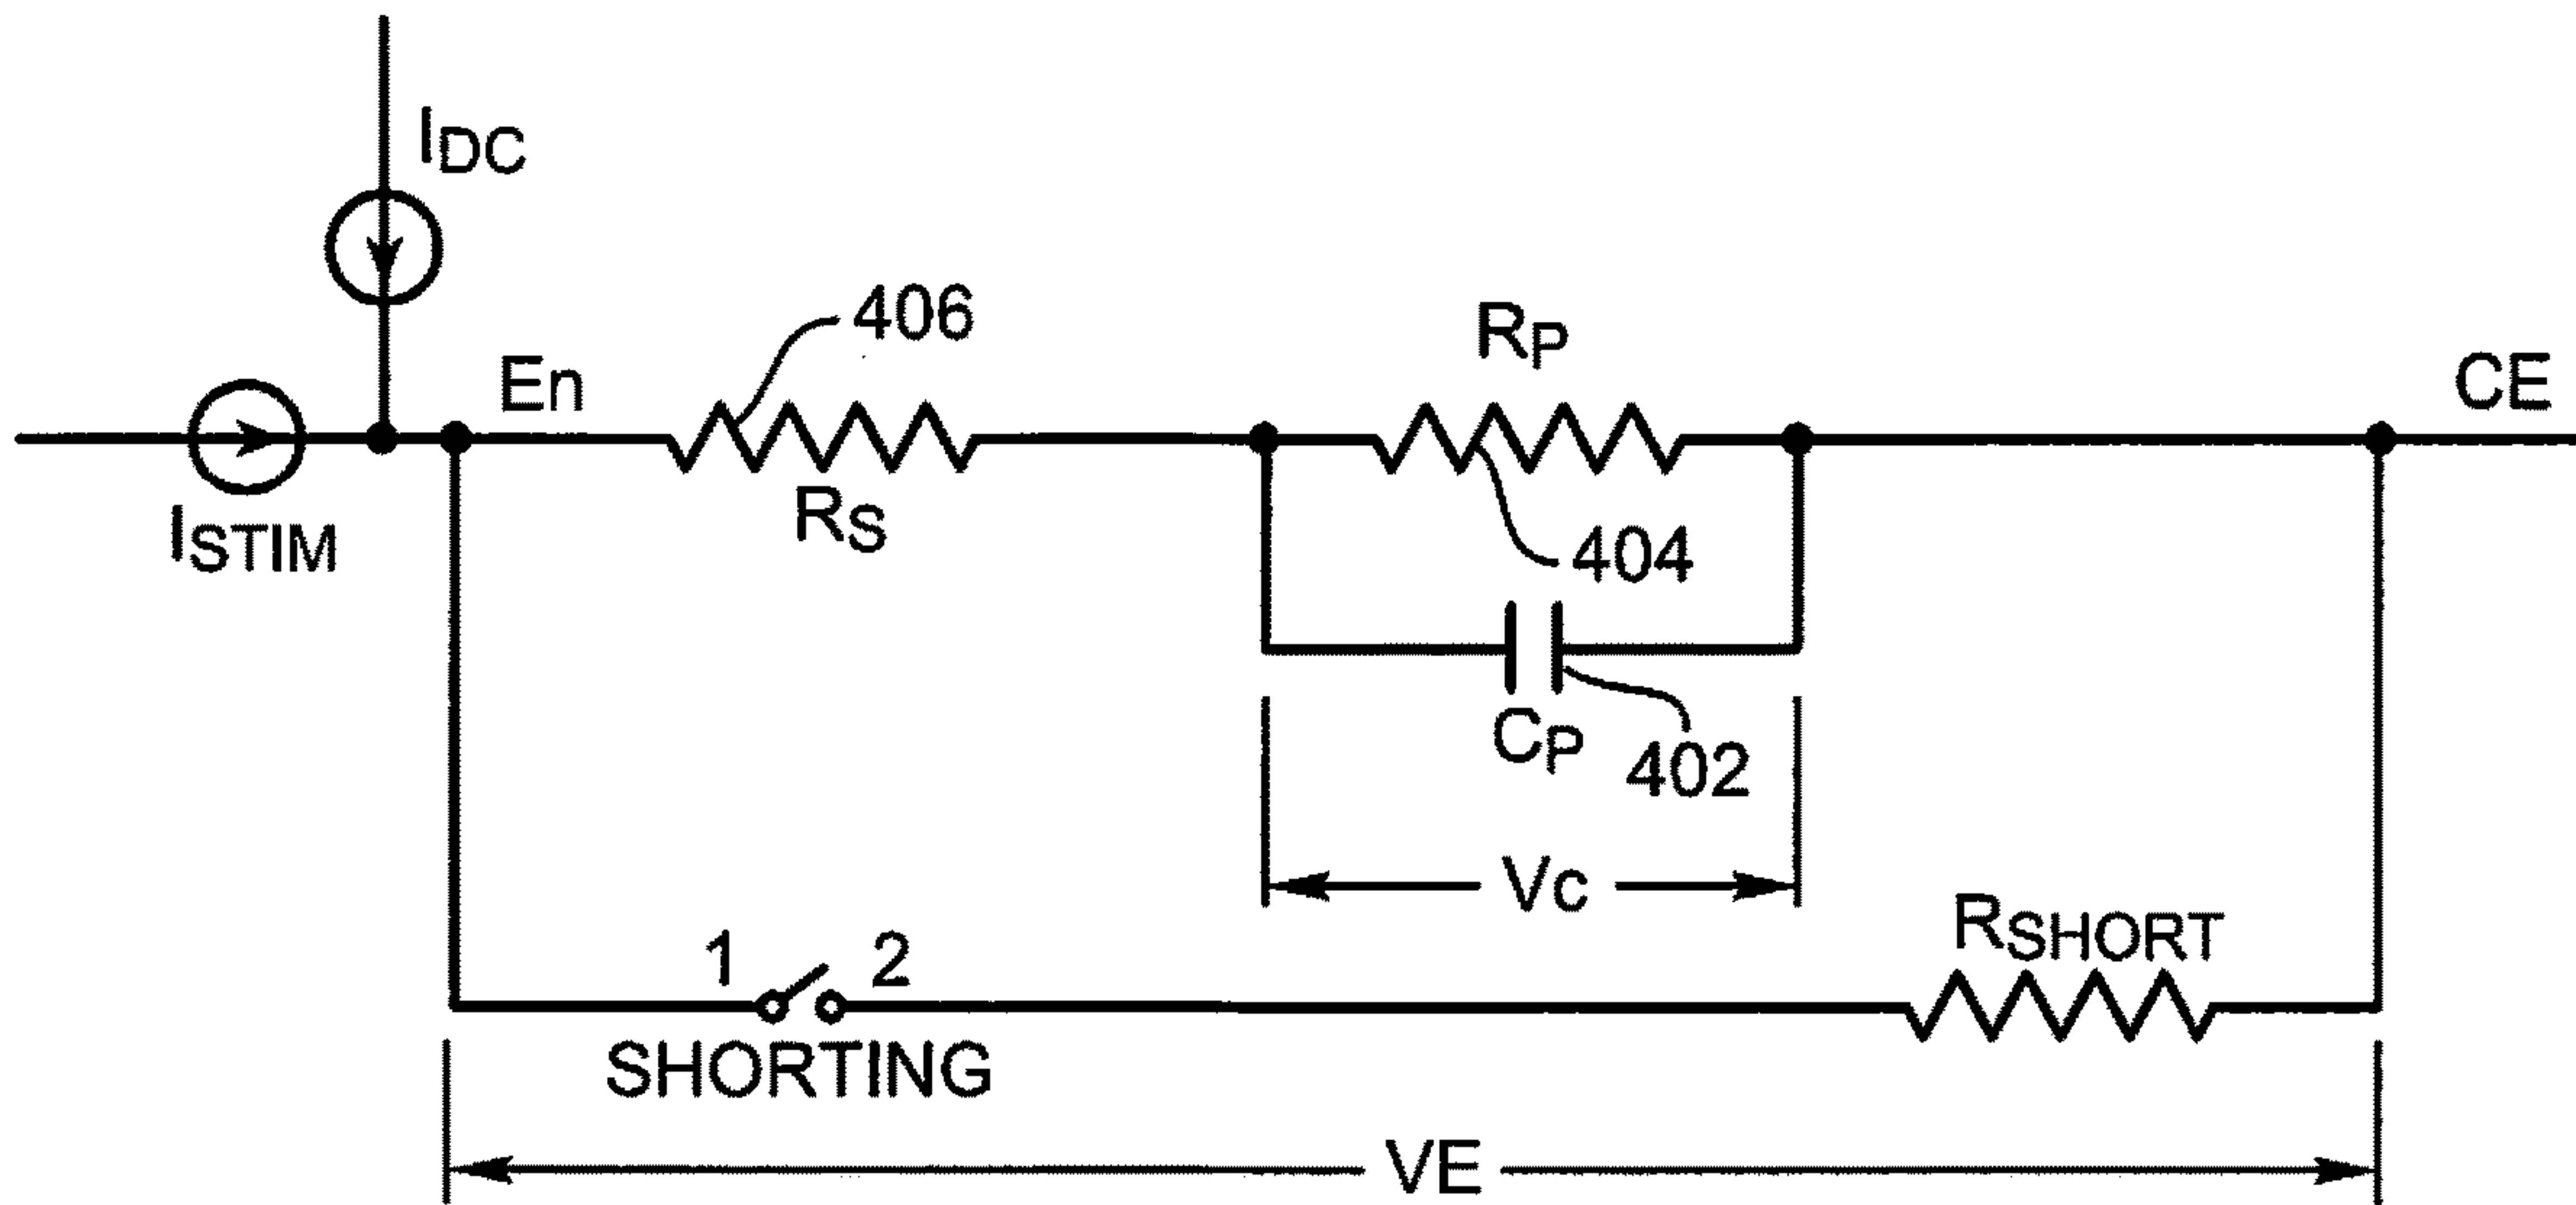 IDC
406
RP
En
CE
RS
ISTIM
404
CP
402
Vc
RSHORT
1 2
SHORTING
VE